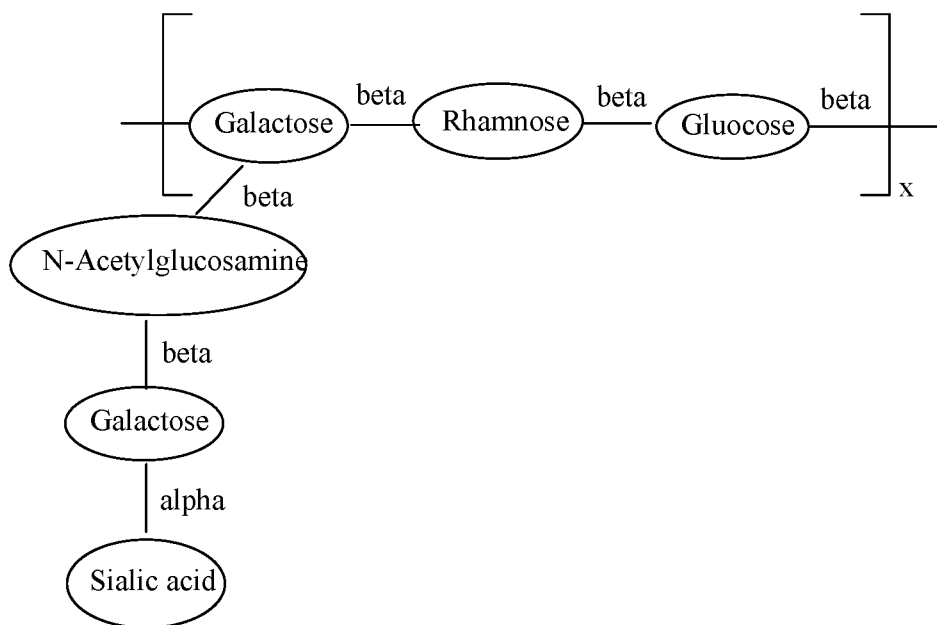 beta
beta
beta
Galactose
Rhamnose
Gluocose
x
beta
N-Acetylglucosamine
beta
Galactose
alpha
Sialic acid